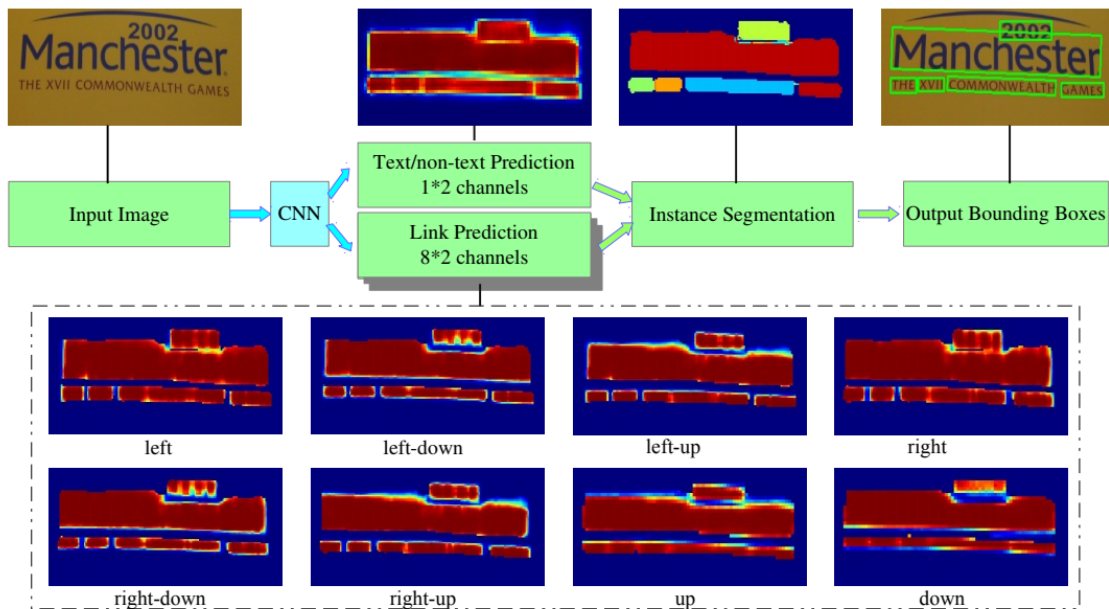 2002
Manchester
THE XVII COMMONWEALTH GAMES
2002
Manchester
THE XVII COMMONWEALTH GAMES
Input Image
CNN
Text/non-text Prediction
1*2 channels
Link Prediction
8*2 channels
Instance Segmentation
Output Bounding Boxes
left
left-down
left-up
right
right-down
right-up
up
down